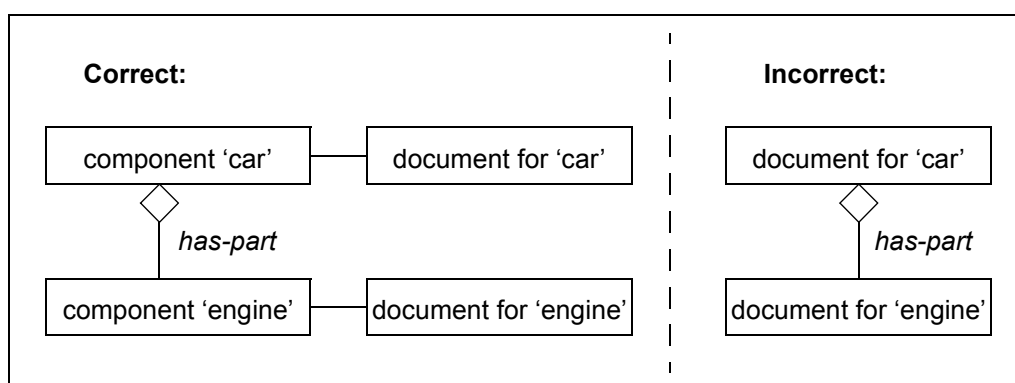 Correct:
component ‘car’
document for ‘car’
has-part
component ‘engine’
document for ‘engine’
Incorrect:
document for ‘car’
has-part
document for ‘engine’